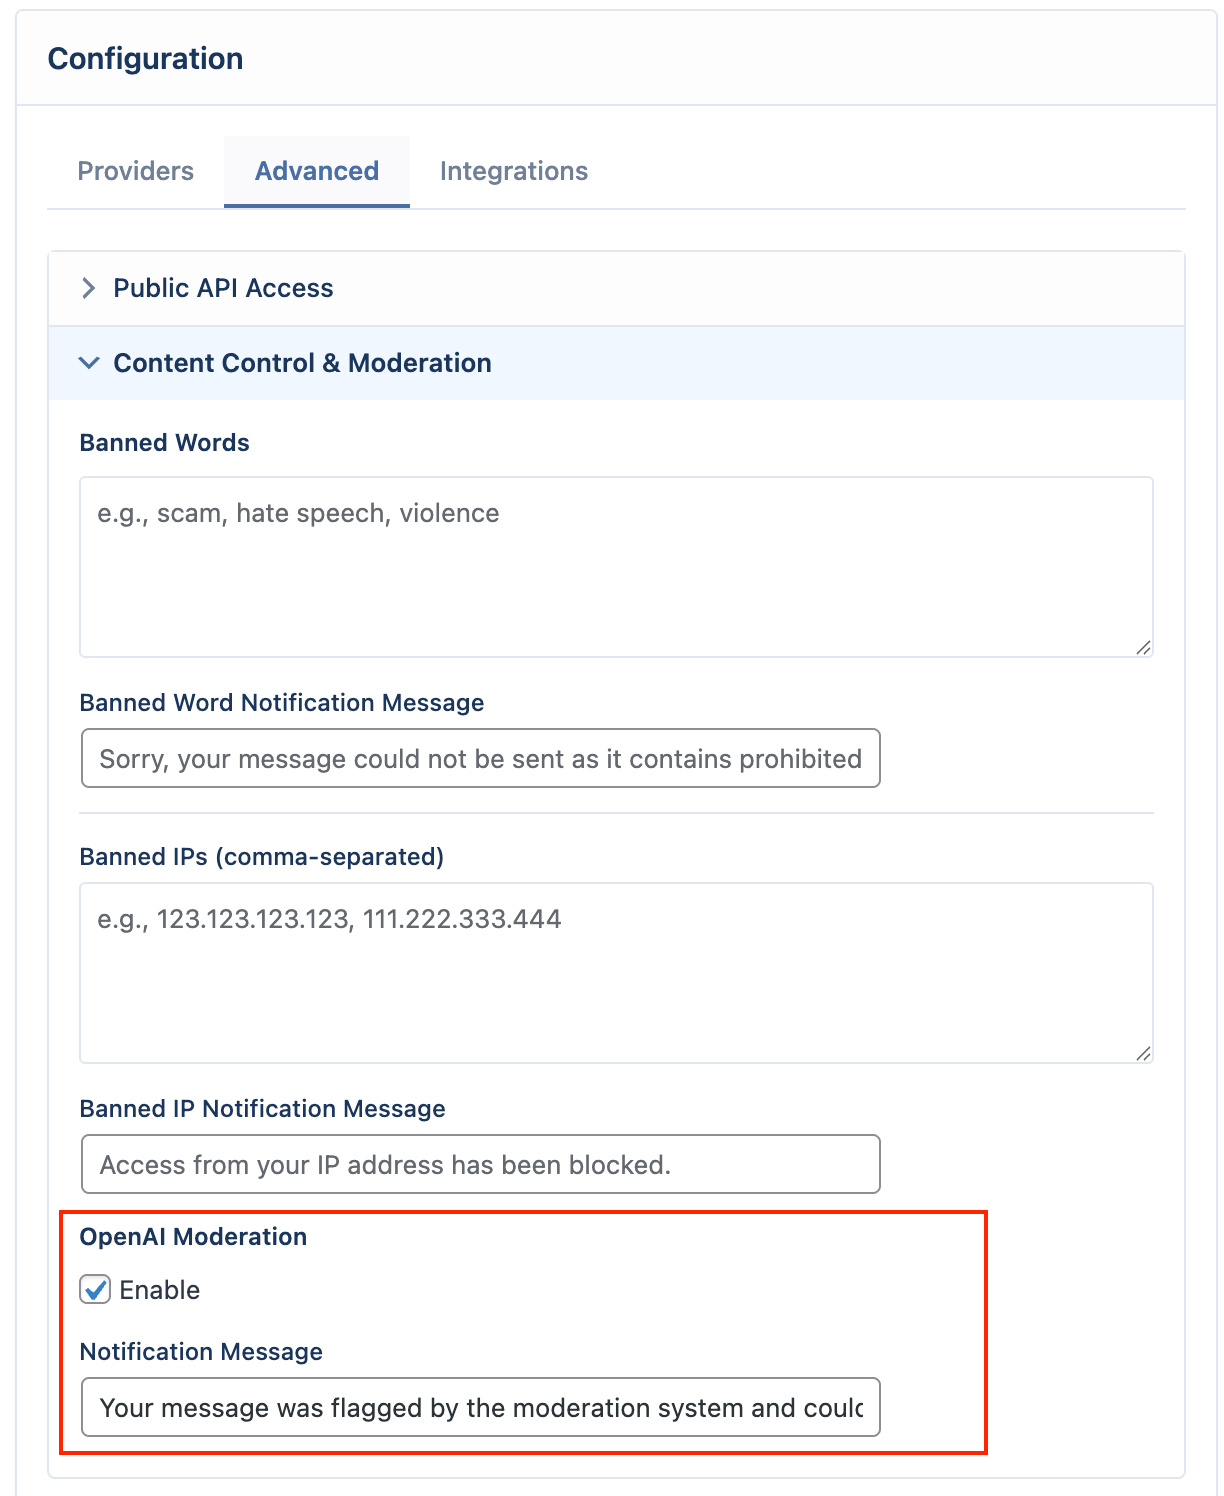 Configuration
Providers Advanced Integrations
Public API Access
Content Control & Moderation
Banned Words
e.g., scam, hate speech, violence
Banned Word Notification Message
Sorry, your message could not be sent as it contains prohibited
Banned IPs (comma-separated)
e.g., 123.123.123.123, 111.222.333.444
Banned IP Notification Message
Access from your IP address has been blocked.
OpenAI Moderation
Enable
Notification Message
Your message was flagged by the moderation system and